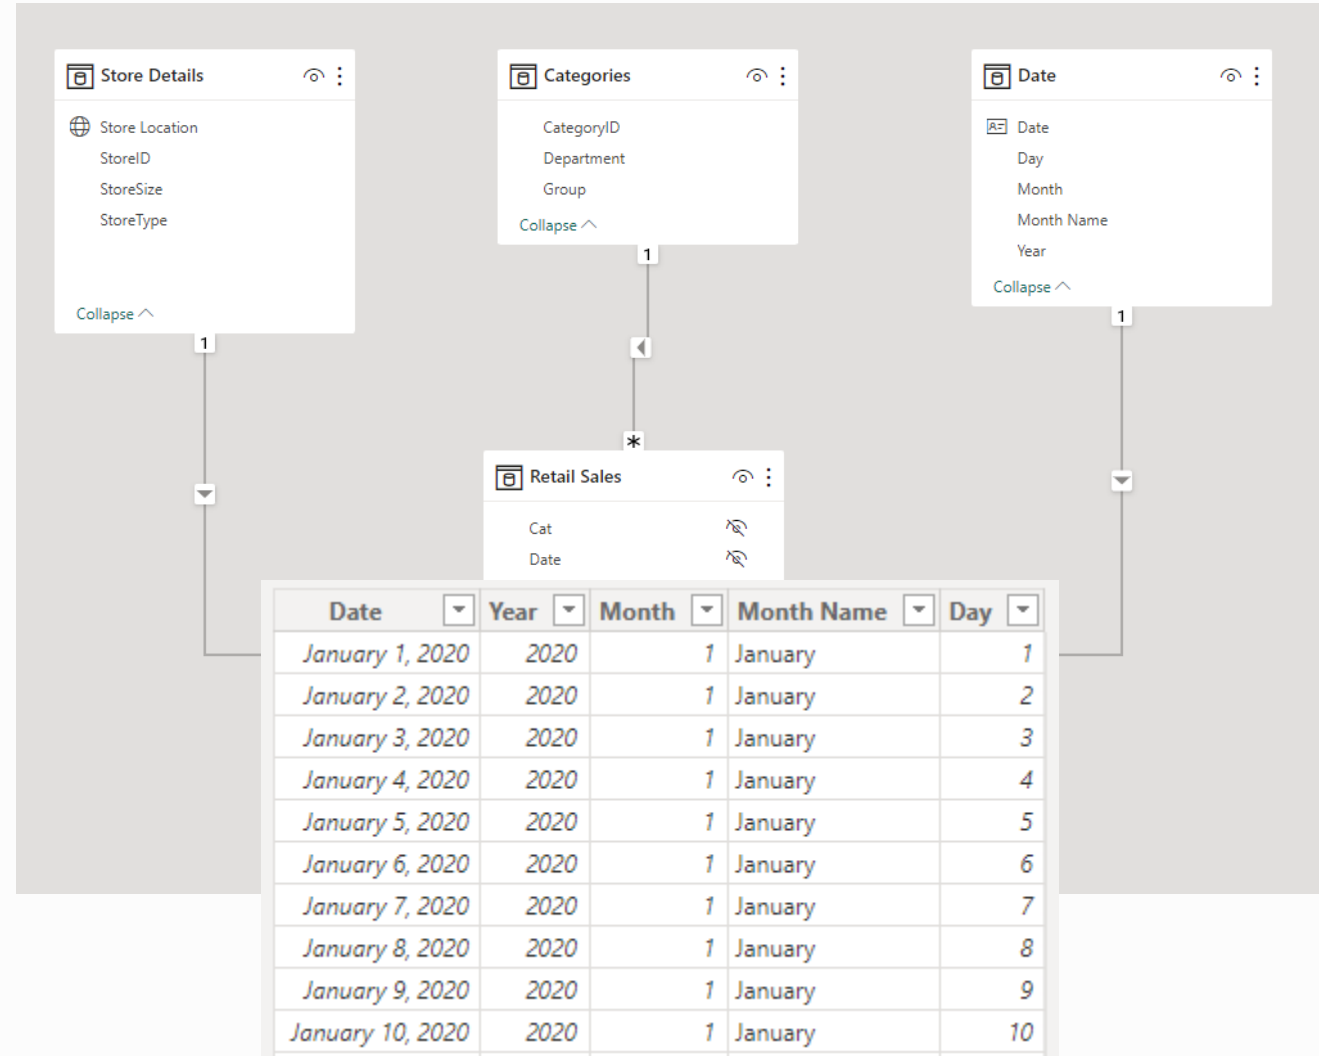 Store Details
Store Location
StoreID
StoreSize
StoreType
Collapse
1
Categories
CategoryID
Department
Group
Collapse
1
Date
Date
Day
Month
Month Name
Year
Collapse
1
*
Retail Sales
Cat
Date
Date Year Month Month Name Day
January 1, 2020 2020 1 January 1
January 2, 2020 2020 1 January 2
January 3, 2020 2020 1 January 3
January 4, 2020 2020 1 January 4
January 5, 2020 2020 1 January 5
January 6, 2020 2020 1 January 6
January 7, 2020 2020 1 January 7
January 8, 2020 2020 1 January 8
January 9, 2020 2020 1 January 9
January 10, 2020 2020 1 January 10